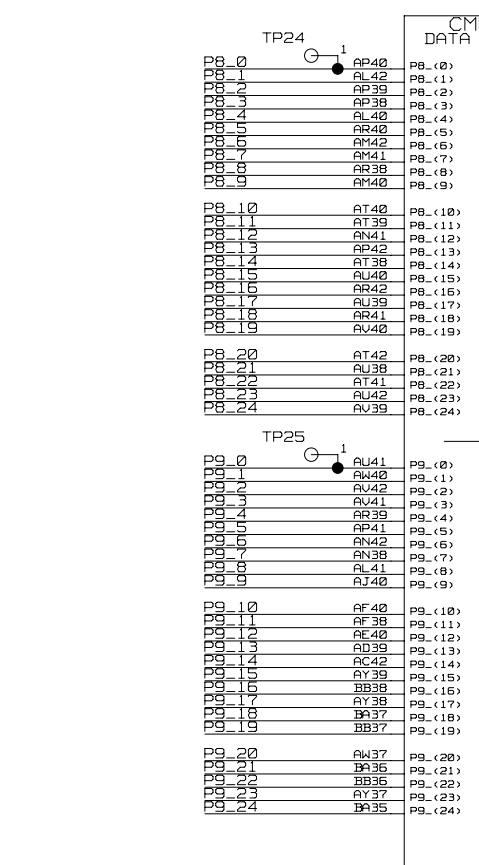 CM
TP24 DATA
1
P8_0 AP40 P8_(0)
P8_1 AL42 P8_(1)
P8_2 AP39 P8_(2)
P8_3 AP38 P8_(3)
P8_4 AL40 P8_(4)
P8_5 AR40 P8_(5)
P8_6 AM42 P8_(6)
P8_7 AM41 P8_(7)
P8_8 AR38 P8_(8)
P8_9 AM40 P8_(9)
P8_10 AT40 P8_(10)
P8_11 AT39 P8_(11)
P8_12 AN41 P8_(12)
P8_13 AP42 P8_(13)
P8_14 AT38 P8_(14)
P8_15 AU40 P8_(15)
P8_16 AR42 P8_(16)
P8_17 AU39 P8_(17)
P8_18 AR41 P8_(18)
P8_19 AV40 P8_(19)
P8_20 AT42 P8_(20)
P8_21 AU38 P8_(21)
P8_22 AT41 P8_(22)
P8_23 AU42 P8_(23)
P8_24 AV39 P8_(24)
TP25
1
P9_0 AU41 P9_(0)
P9_1 AW40 P9_(1)
P9_2 AV42 P9_(2)
P9_3 AV41 P9_(3)
P9_4 AR39 P9_(4)
P9_5 AP41 P9_(5)
P9_6 AN42 P9_(6)
P9_7 AN38 P9_(7)
P9_8 AL41 P9_(8)
P9_9 AJ40 P9_(9)
P9_10 AF40 P9_(10)
P9_11 AF38 P9_(11)
P9_12 AE40 P9_(12)
P9_13 AD39 P9_(13)
P9_14 AC42 P9_(14)
P9_15 AY39 P9_(15)
P9_16 BB38 P9_(16)
P9_17 AY38 P9_(17)
P9_18 BA37 P9_(18)
P9_19 BB37 P9_(19)
P9_20 AW37 P9_(20)
P9_21 BA36 P9_(21)
P9_22 BB36 P9_(22)
P9_23 AY37 P9_(23)
P9_24 BA35 P9_(24)